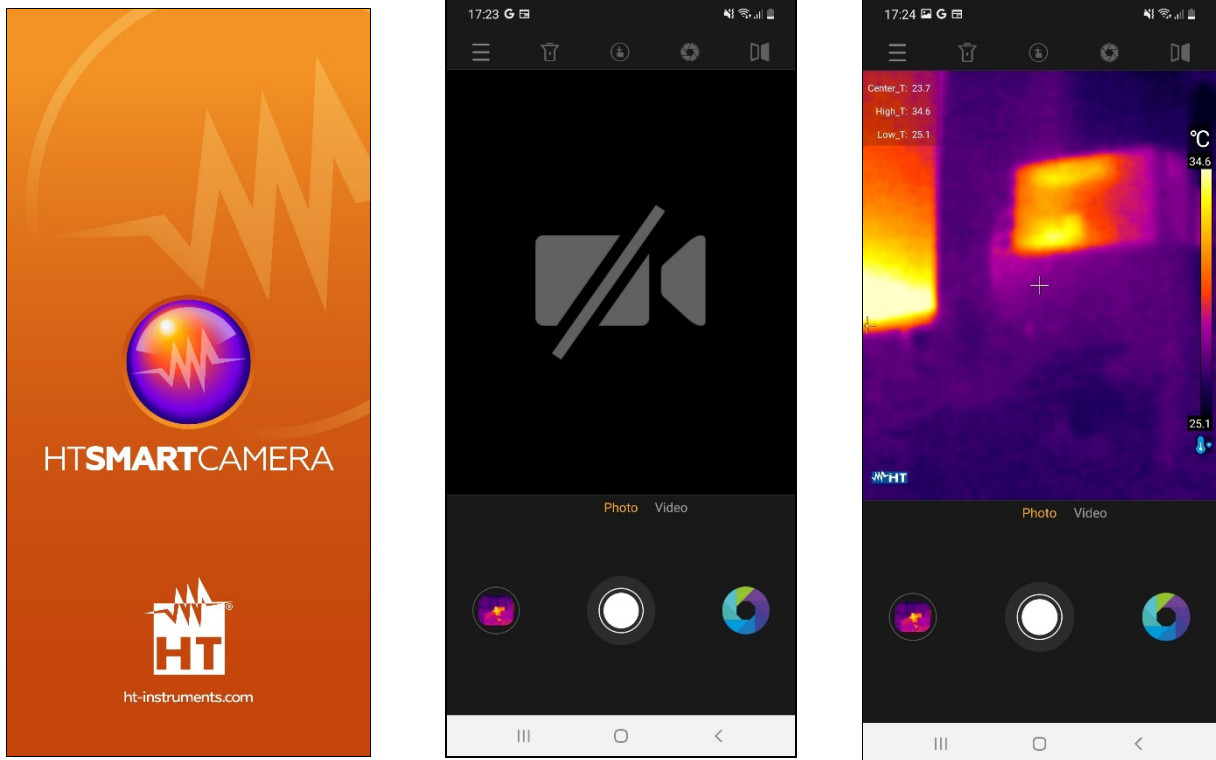 HTSMARTCAMERA
HT
ht-instruments.com
17:23 G
Photo Video
17:24 G
Center_T: 23.7
High_T: 34.6
Low_T: 25.1
°C
34.6
25.1
HT
Photo Video